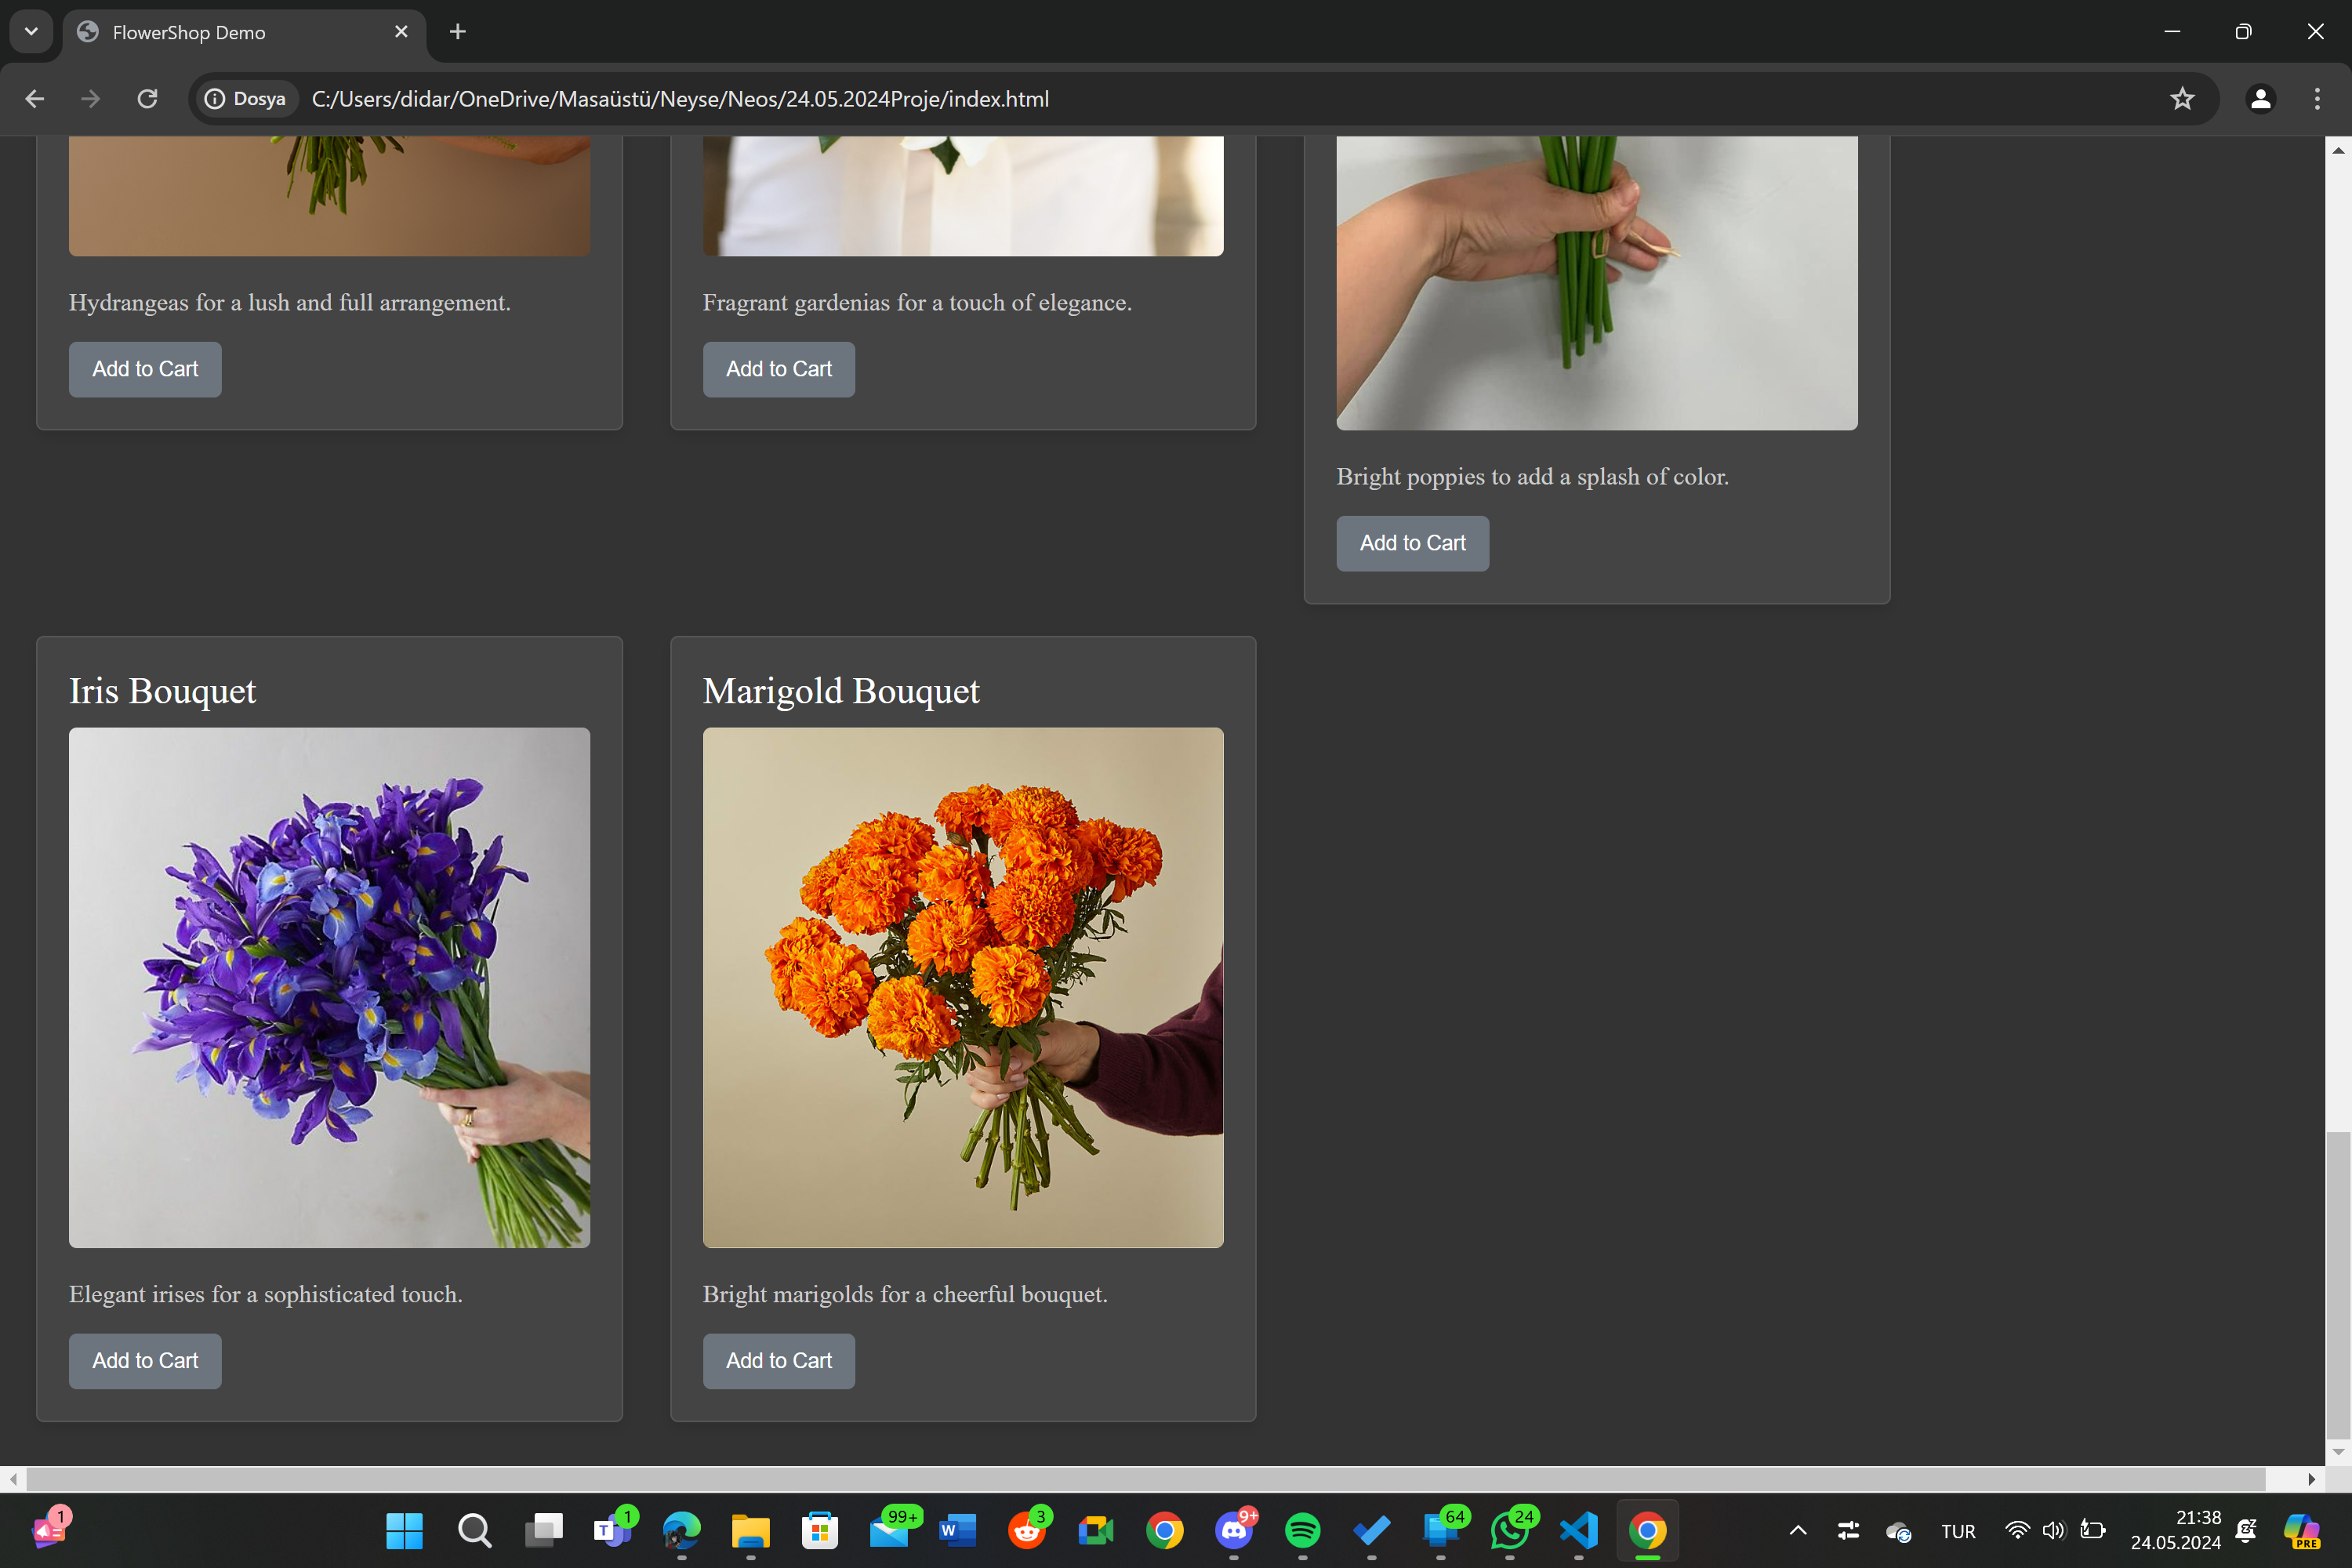 FlowerShop Demo
Dosya
C:/Users/didar/OneDrive/Masaüstü/Neyse/Neos/24.05.2024Proje/index.html
Hydrangeas for a lush and full arrangement.
Add to Cart
Fragrant gardenias for a touch of elegance.
Add to Cart
Bright poppies to add a splash of color.
Add to Cart
Iris Bouquet
Elegant irises for a sophisticated touch.
Add to Cart
Marigold Bouquet
Bright marigolds for a cheerful bouquet.
Add to Cart
1
T
1
99+
W
3
9+
64
24
TUR
21:38
24.05.2024
PRE